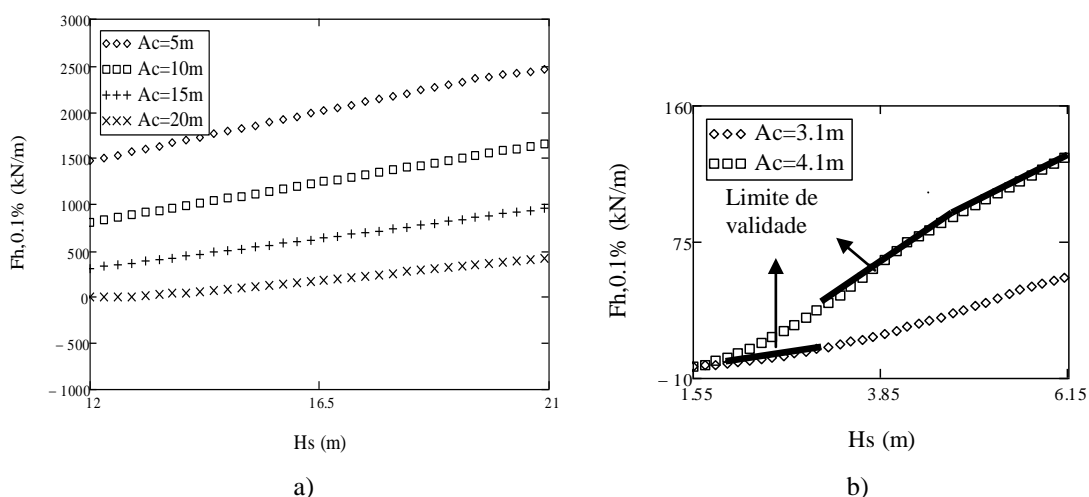 3000
2500
2000
1500
1000
500
0
− 500
− 1000
Fh,0.1% (kN/m)
Ac=5m
Ac=10m
Ac=15m
Ac=20m
12
16.5
21
Hs (m)
a)
160
75
− 10
Fh,0.1% (kN/m)
Ac=3.1m
Ac=4.1m
Limite de
validade
1.55
3.85
6.15
Hs (m)
b)